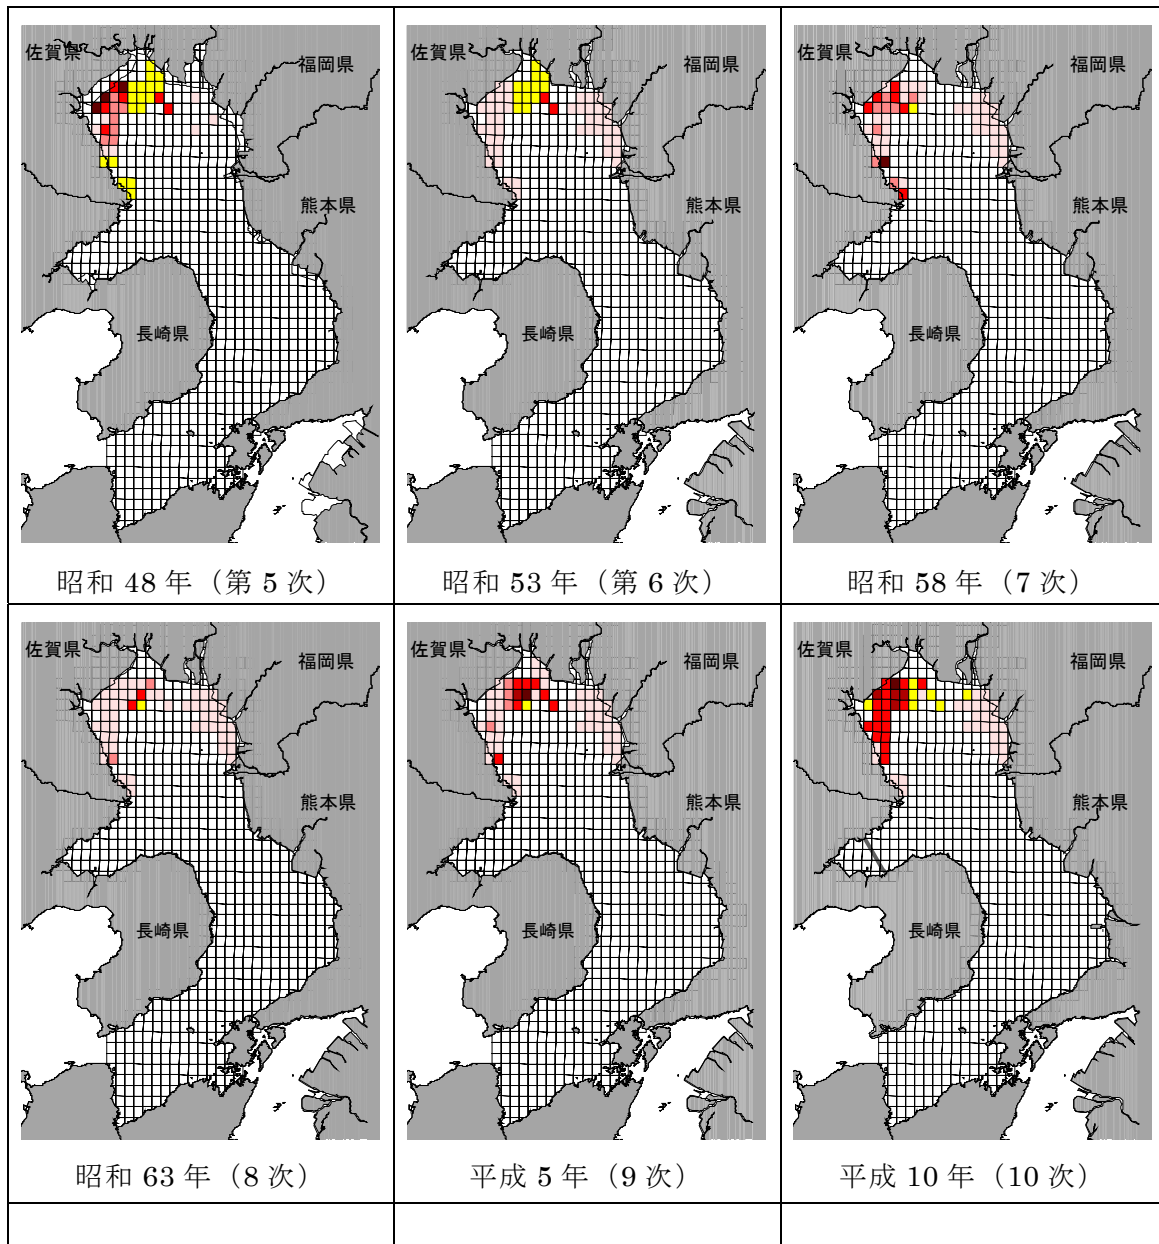 佐賀県
福岡県
熊本県
長崎県
昭和 48 年（第 5 次）
佐賀県
福岡県
熊本県
長崎県
昭和 53 年（第 6 次）
佐賀県
福岡県
熊本県
長崎県
昭和 58 年（7 次）
佐賀県
福岡県
熊本県
長崎県
昭和 63 年（8 次）
佐賀県
福岡県
熊本県
長崎県
平成 5 年（9 次）
佐賀県
福岡県
熊本県
長崎県
平成 10 年（10 次）